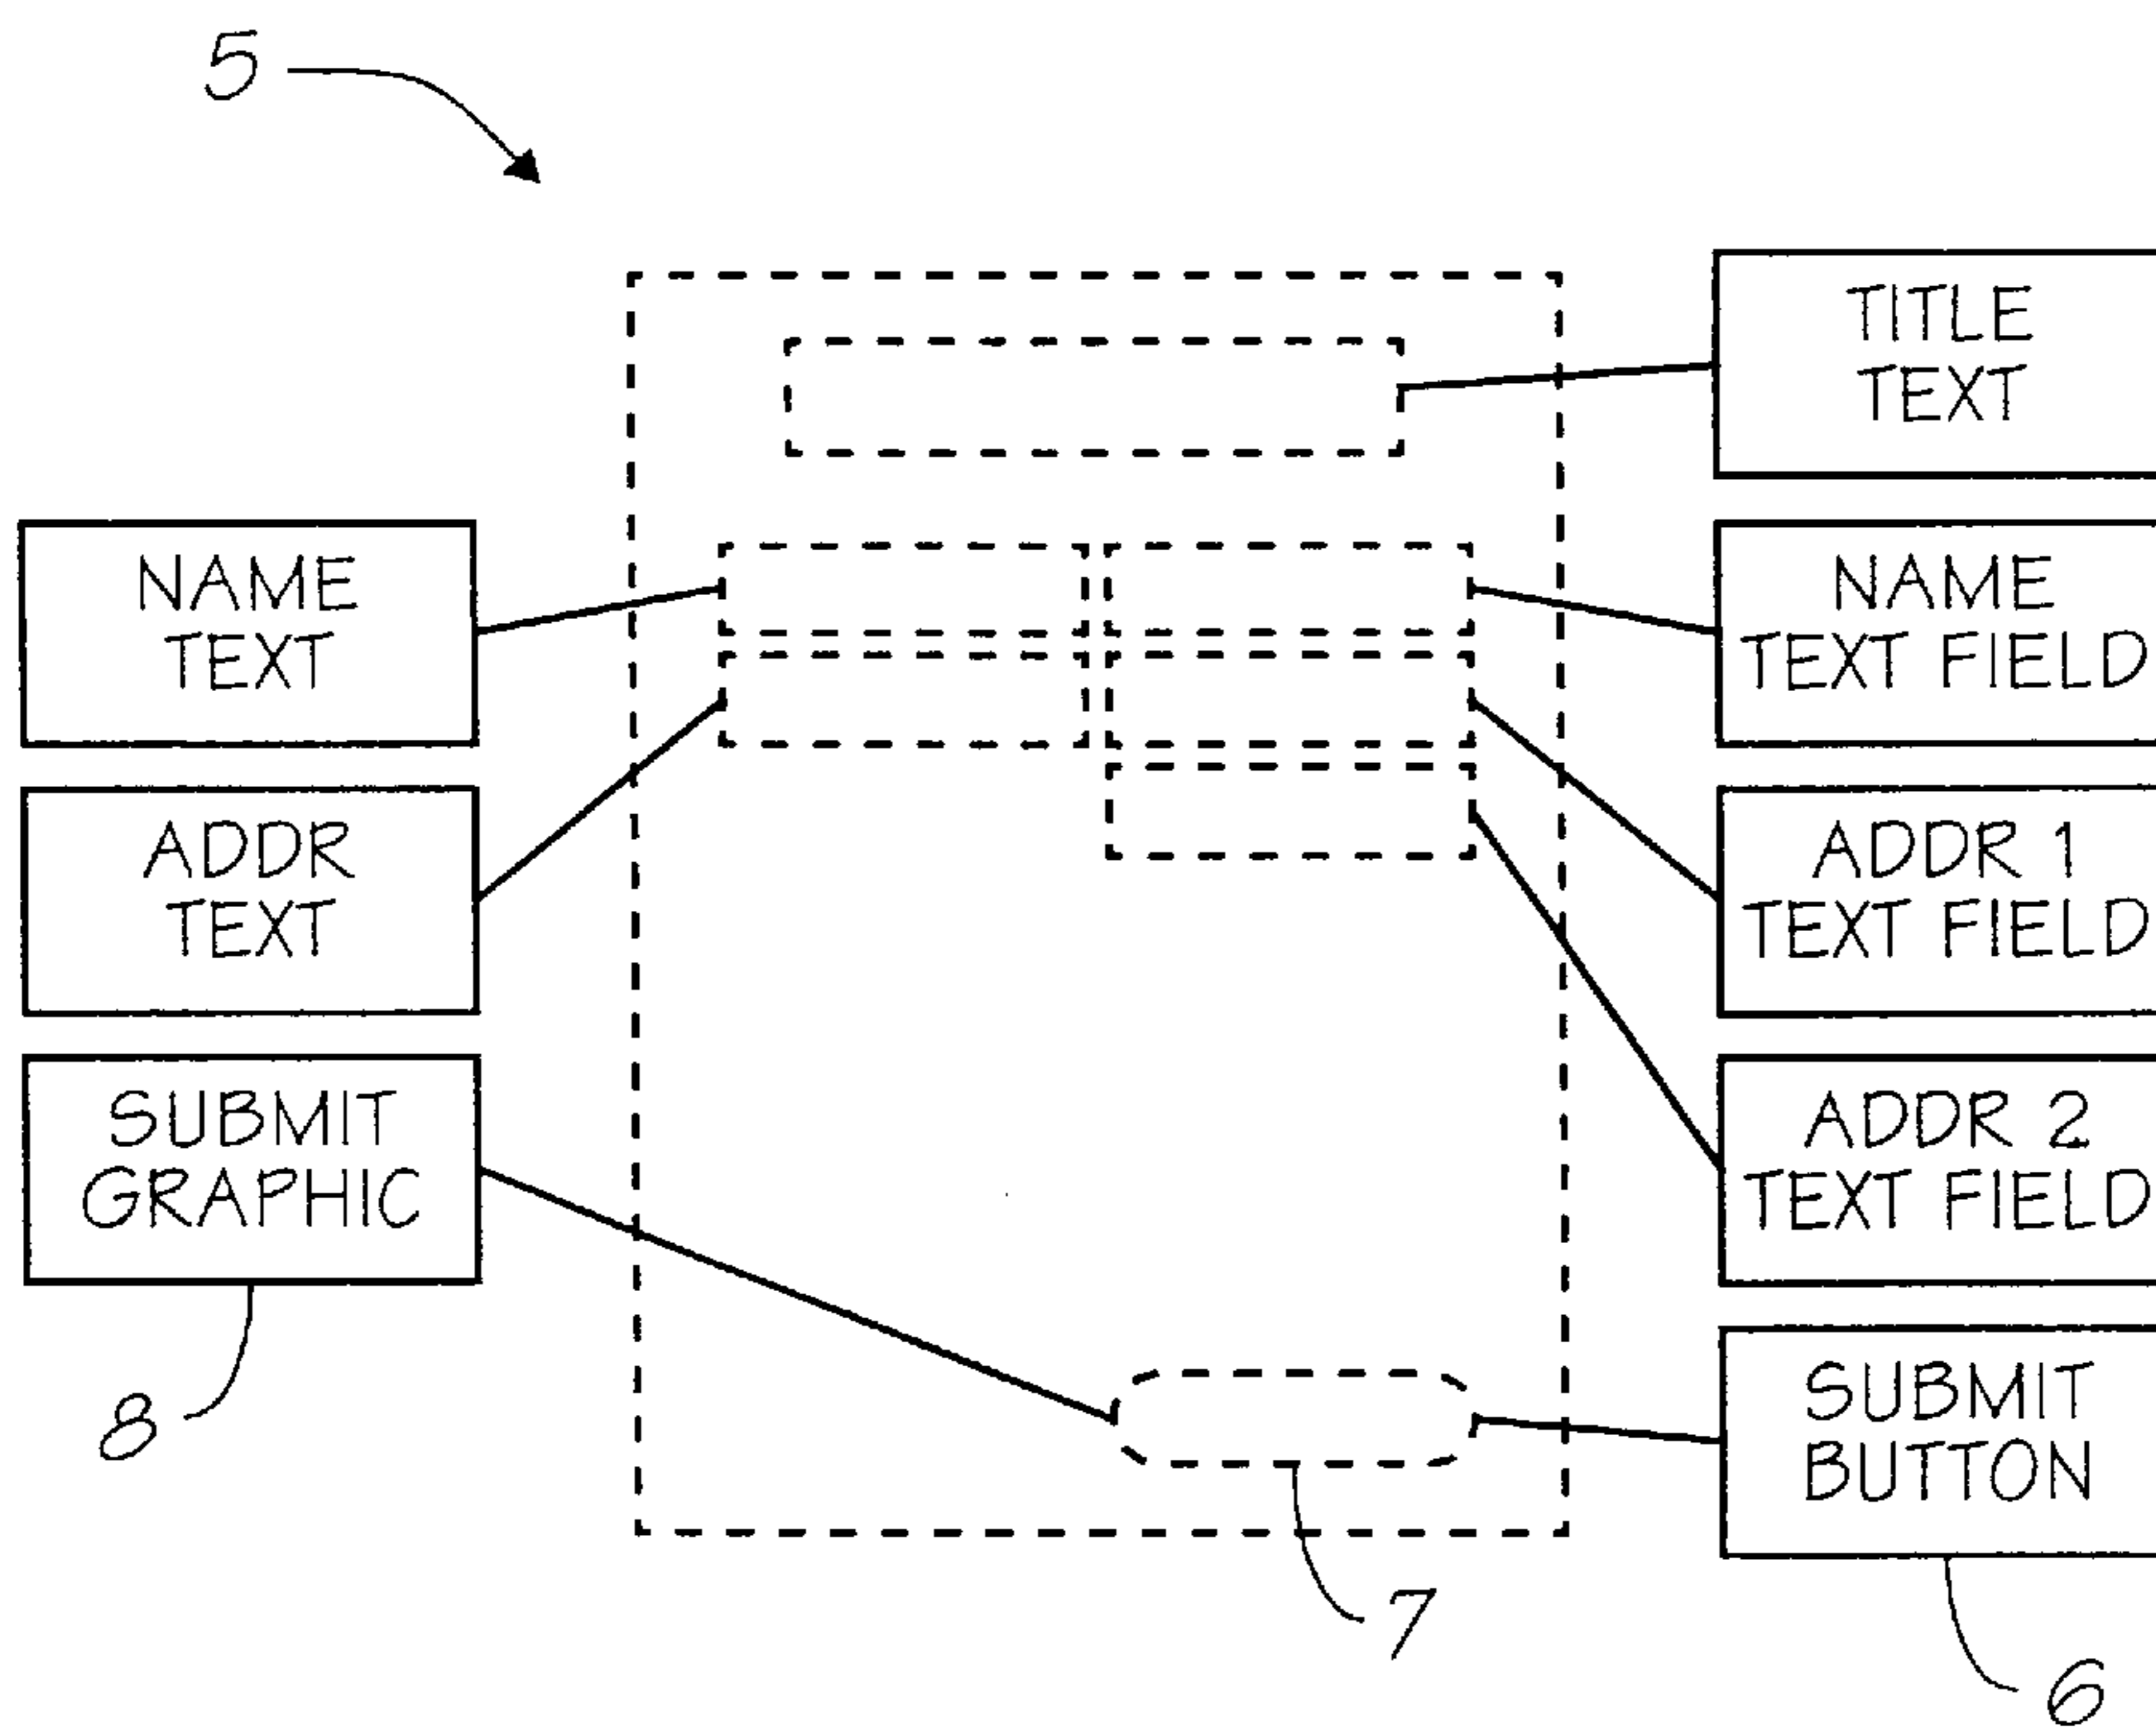 5
TITLE
TEXT
NAME
TEXT
NAME
TEXT FIELD
ADDR
TEXT
ADDR 1
TEXT FIELD
SUBMIT
GRAPHIC
ADDR 2
TEXT FIELD
8
SUBMIT
BUTTON
7
6